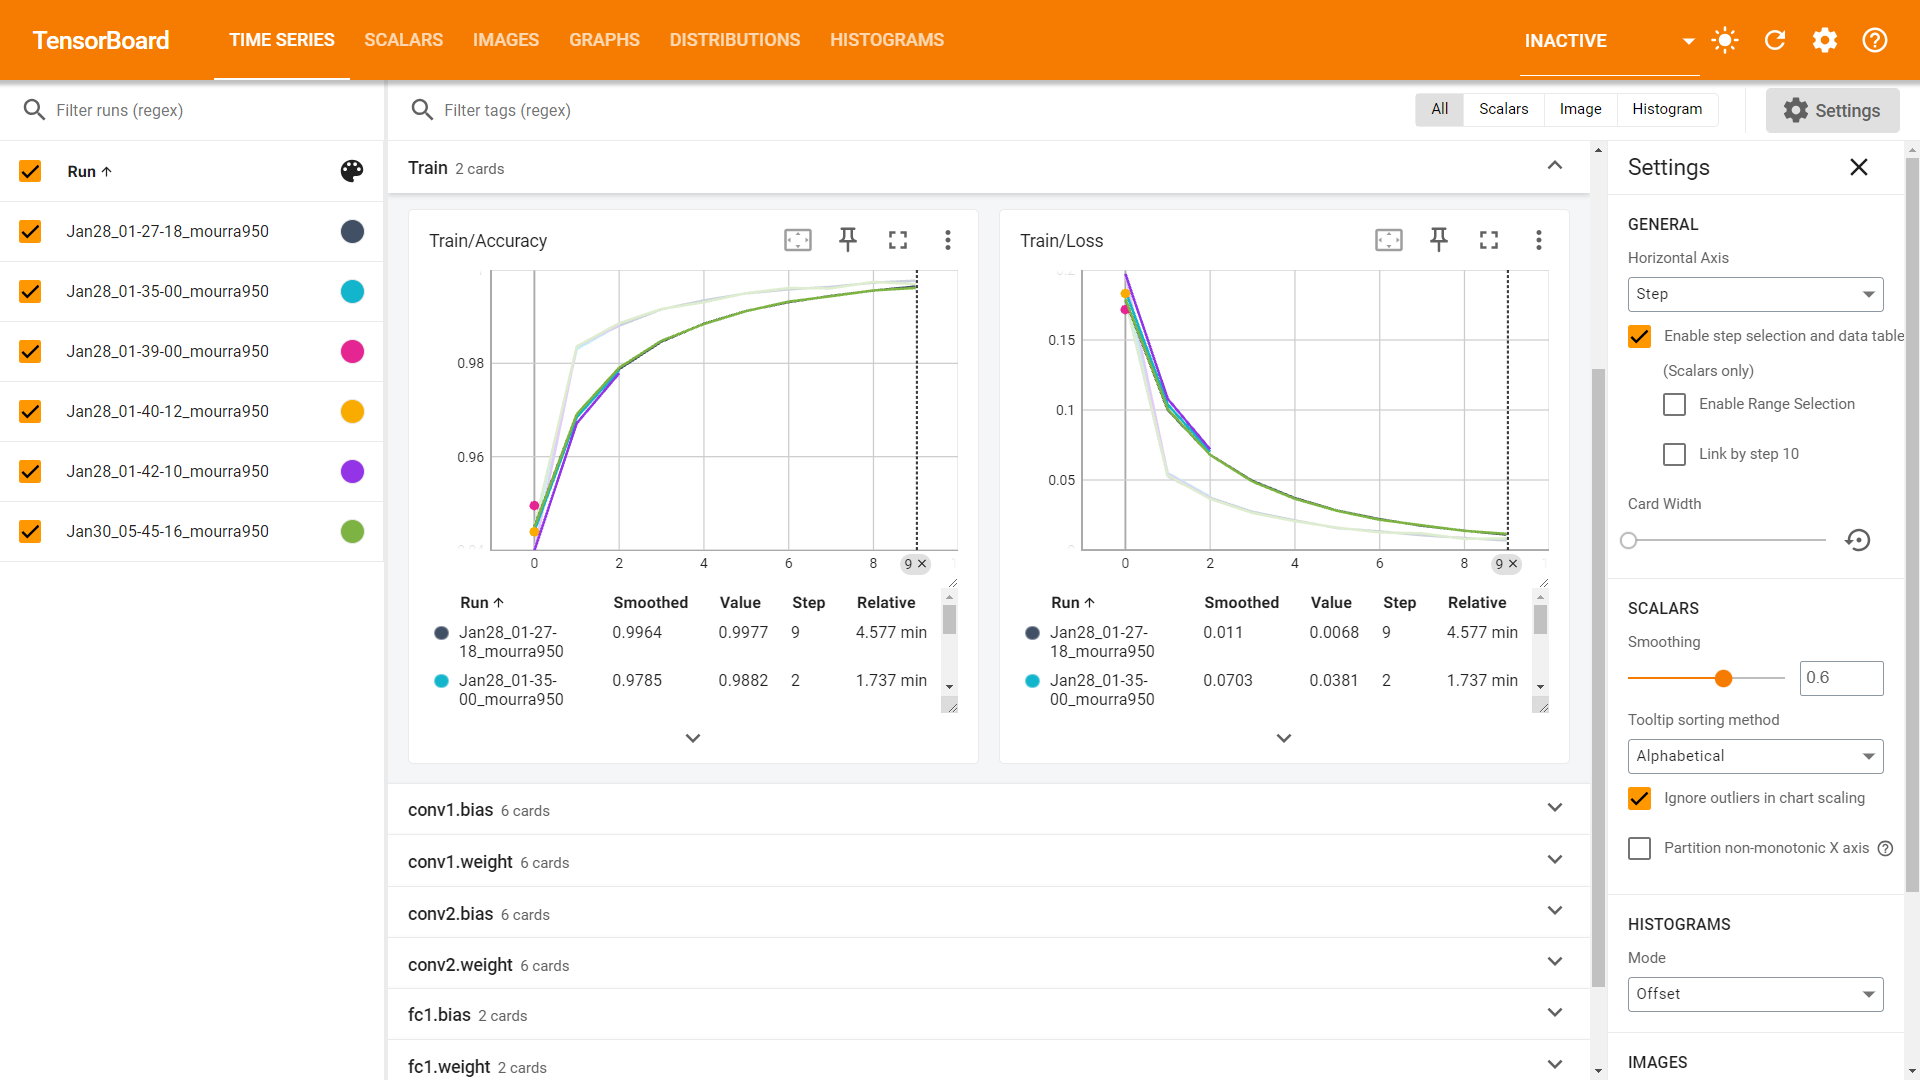 TensorBoard TIME SERIES SCALARS IMAGES GRAPHS DISTRIBUTIONS HISTOGRAMS INACTIVE
Filter runs (regex)
Run
Jan28_01-27-18_mourra950
Jan28_01-35-00_mourra950
Jan28_01-39-00_mourra950
Jan28_01-40-12_mourra950
Jan28_01-42-10_mourra950
Jan30_05-45-16_mourra950
Filter tags (regex)
All Scalars Image Histogram Settings
Train 2 cards
Train/Accuracy
0.98
0.96
0 2 4 6 8 9
Run Smoothed Value Step Relative
Jan28_01-27-
18_mourra950 0.9964 0.9977 9 4.577 min
Jan28_01-35-
00_mourra950 0.9785 0.9882 2 1.737 min
Train/Loss
0.2
0.15
0.1
0.05
0
0 2 4 6 8 9
Run Smoothed Value Step Relative
Jan28_01-27-
18_mourra950 0.011 0.0068 9 4.577 min
Jan28_01-35-
00_mourra950 0.0703 0.0381 2 1.737 min
conv1.bias 6 cards
conv1.weight 6 cards
conv2.bias 6 cards
conv2.weight 6 cards
fc1.bias 2 cards
fc1.weight 2 cards
Settings
GENERAL
Horizontal Axis
Step
Enable step selection and data table
(Scalars only)
Enable Range Selection
Link by step 10
Card Width
SCALARS
Smoothing
0.6
Tooltip sorting method
Alphabetical
Ignore outliers in chart scaling
Partition non-monotonic X axis
HISTOGRAMS
Mode
Offset
IMAGES